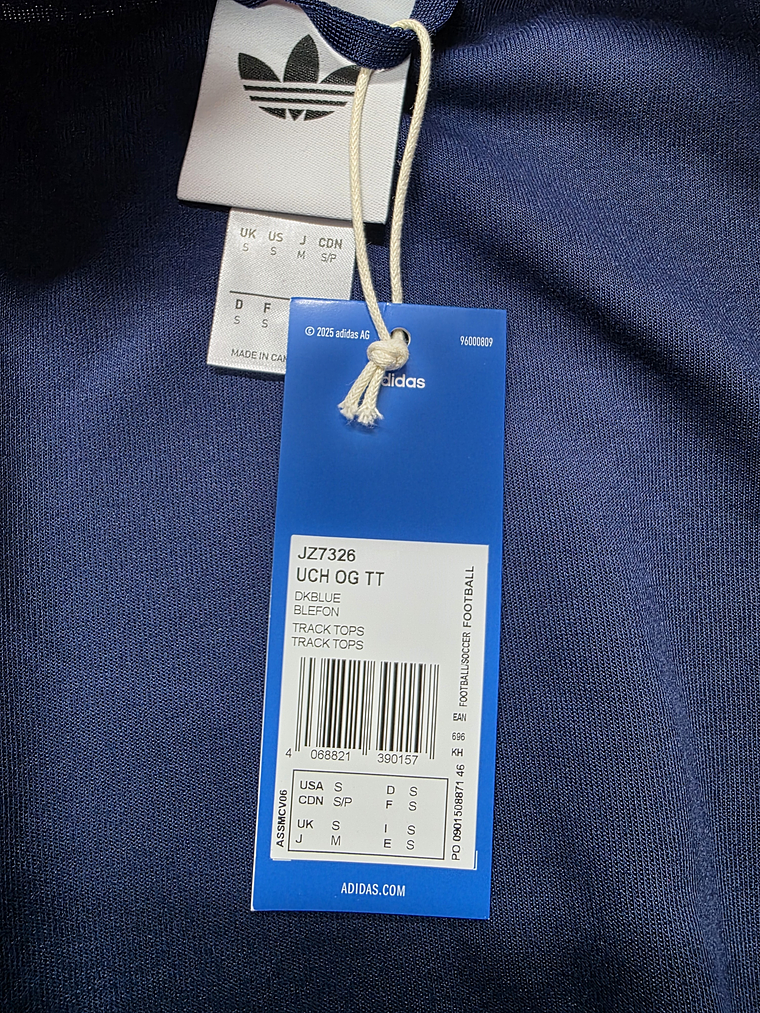 UK US J CDN
S S M S/P
D F
S S
MADE IN
© 2025 adidas AG
96000809
adidas
JZ7326
UCH OG TT
DKBLUE
BLEFON
TRACK TOPS
TRACK TOPS
4 068821 390157
FOOTBALL/SOCCER FOOTBALL
EAN
696
KH
PO 0901508871 46
ASSMCV06
USA S D S
CDN S/P F S
UK S I S
J M E S
ADIDAS.COM